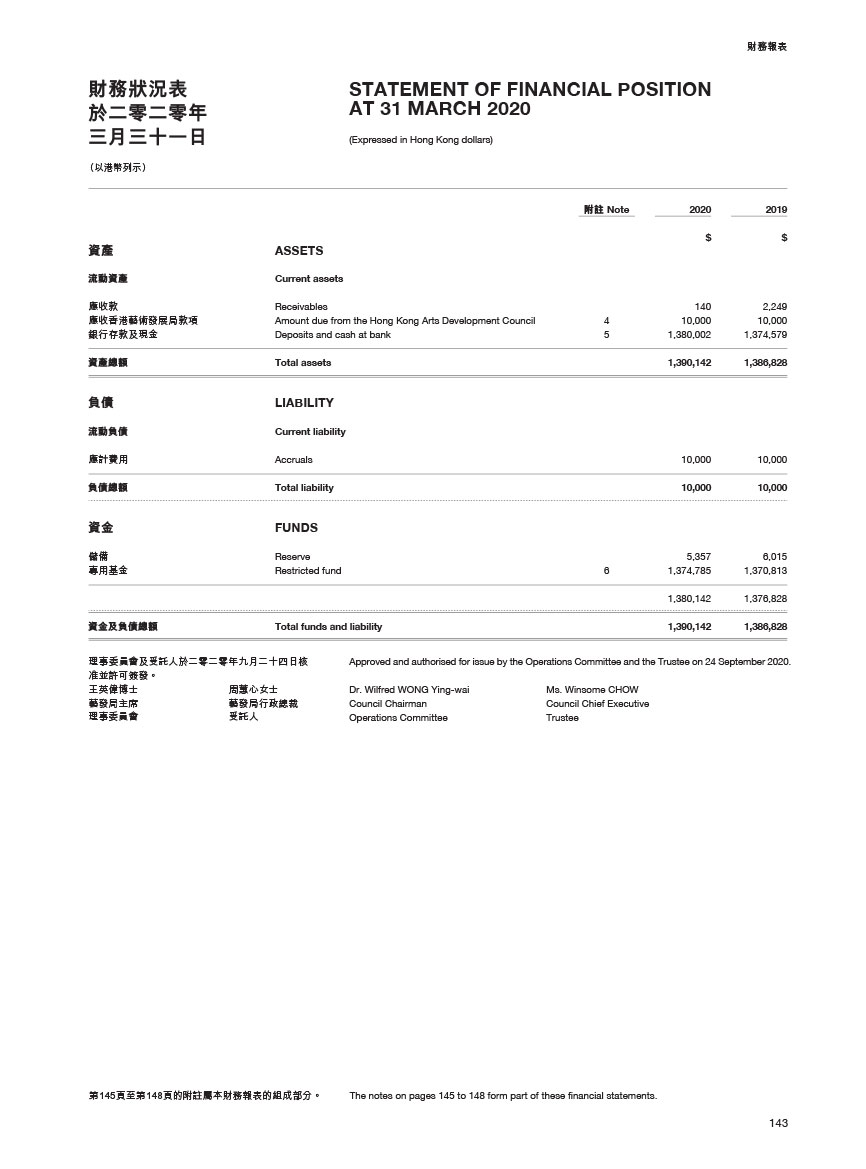 財務報表
財務狀況表
於二零二零年
三月三十一日
（以港幣列示）
STATEMENT OF FINANCIAL POSITION
AT 31 MARCH 2020
(Expressed in Hong Kong dollars)
附註 Note 2020 2019
$ $
資產 ASSETS
流動資產 Current assets
應收款 Receivables 140 2,249
應收香港藝術發展局款項 Amount due from the Hong Kong Arts Development Council 4 10,000 10,000
銀行存款及現金 Deposits and cash at bank 5 1,380,002 1,374,579
資產總額 Total assets 1,390,142 1,386,828
負債 LIABILITY
流動負債 Current liability
應計費用 Accruals 10,000 10,000
負債總額 Total liability 10,000 10,000
資金 FUNDS
儲備 Reserve 5,357 6,015
專用基金 Restricted fund 6 1,374,785 1,370,813
1,380,142 1,376,828
資金及負債總額 Total funds and liability 1,390,142 1,386,828
理事委員會及受託人於二零二零年九月二十四日核
准並許可簽發。
Approved and authorised for issue by the Operations Committee and the Trustee on 24 September 2020.
王英偉博士 周蕙心女士 Dr. Wilfred WONG Ying-wai Ms. Winsome CHOW
藝發局主席 藝發局行政總裁 Council Chairman Council Chief Executive
理事委員會 受託人 Operations Committee Trustee
第145頁至第148頁的附註屬本財務報表的組成部分。 The notes on pages 145 to 148 form part of these financial statements.
143